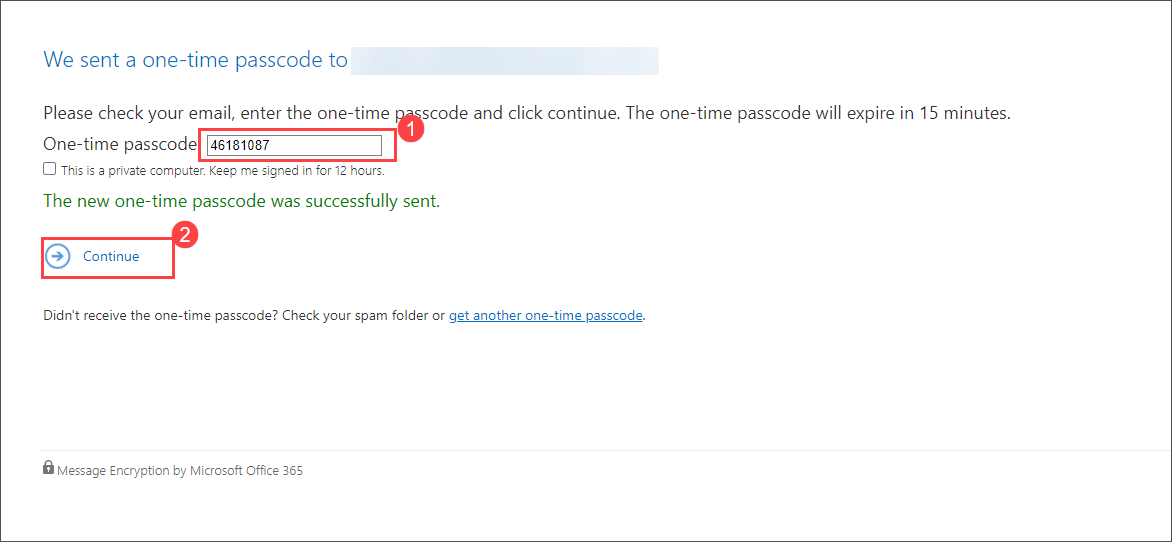 We sent a one-time passcode to
Please check your email, enter the one-time passcode and click continue. The one-time passcode will expire in 15 minutes.
1
One-time passcode 46181087
This is a private computer. Keep me signed in for 12 hours.
The new one-time passcode was successfully sent.
2
Continue
Didn't receive the one-time passcode? Check your spam folder or get another one-time passcode.
Message Encryption by Microsoft Office 365